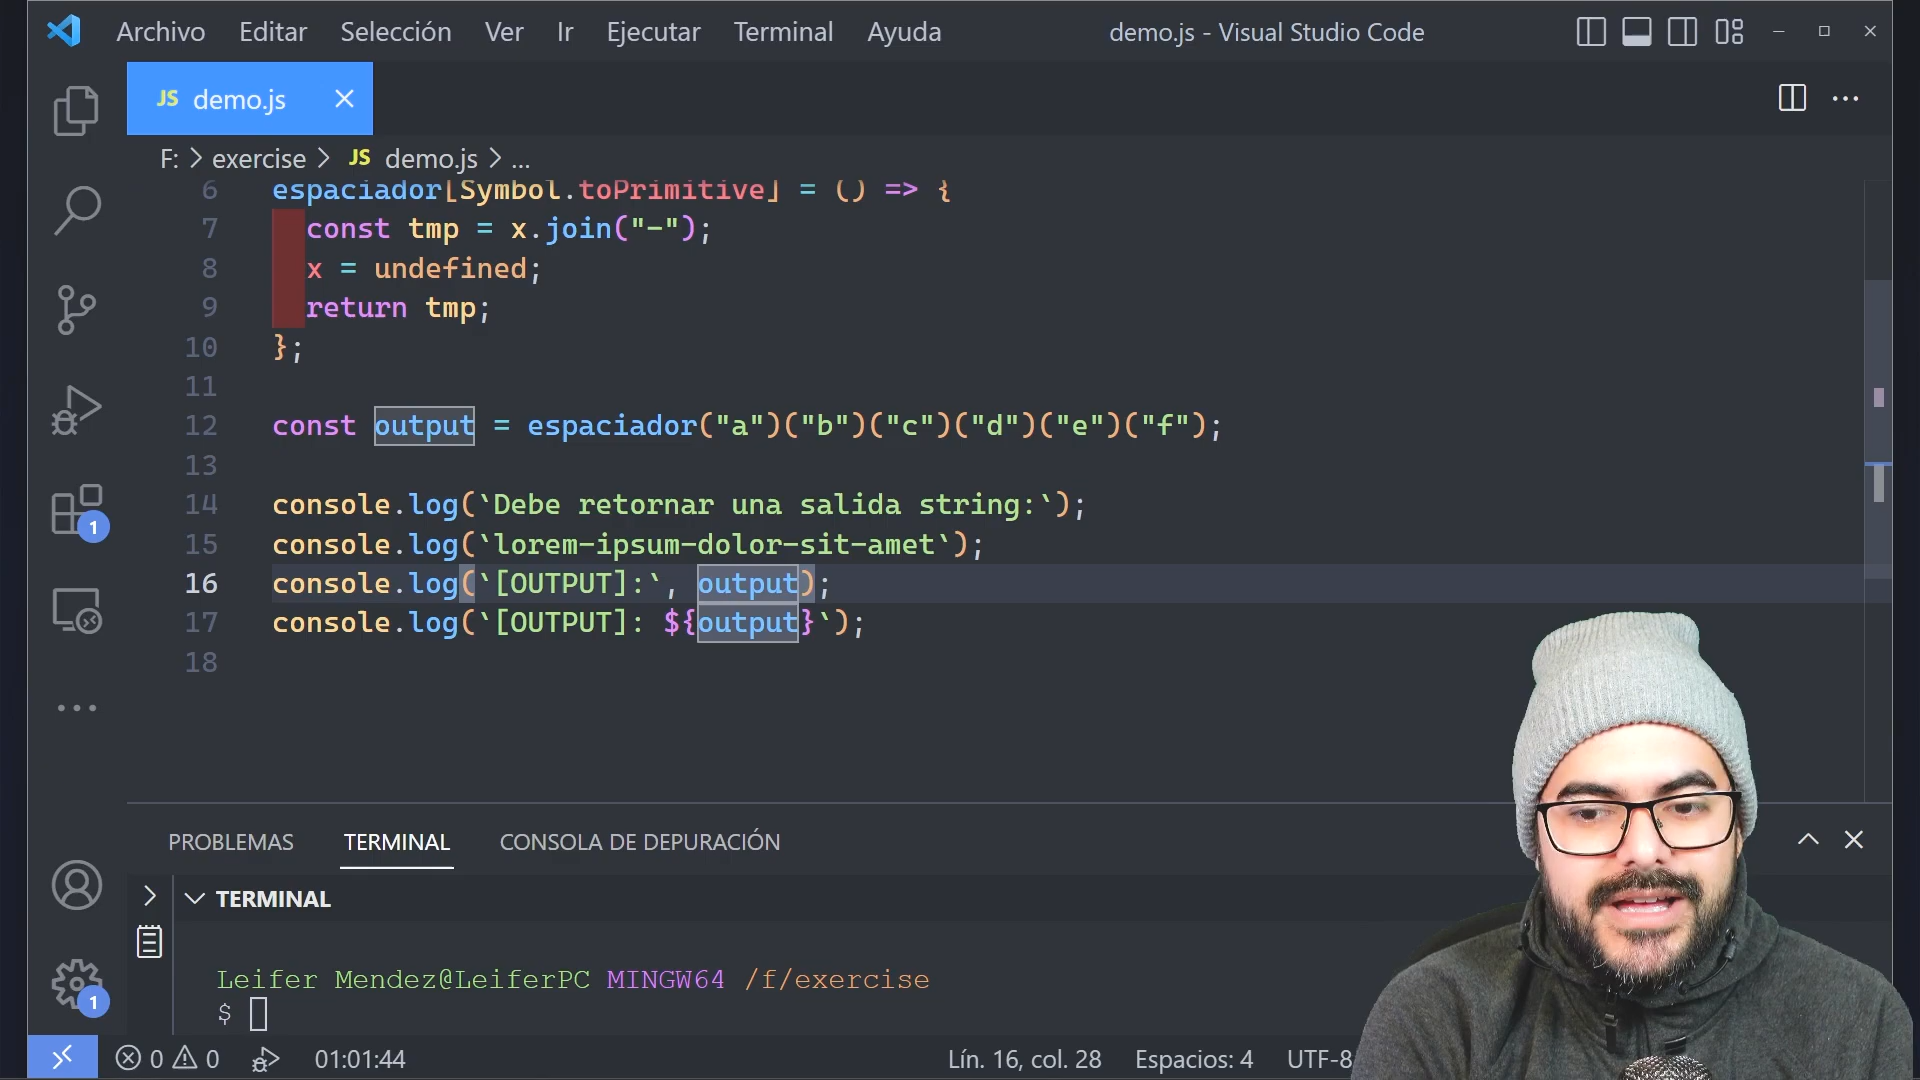 Archivo Editar Selección Ver Ir Ejecutar Terminal Ayuda demo.js - Visual Studio Code
JS demo.js
F: > exercise > JS demo.js > ...
6 espaciador[Symbol.toPrimitive] = () => {
7 const tmp = x.join("-");
8 x = undefined;
9 return tmp;
10 };
11
12 const output = espaciador("a")("b")("c")("d")("e")("f");
13
14 console.log(`Debe retornar una salida string:`);
15 console.log(`lorem-ipsum-dolor-sit-amet`);
16 console.log(`[OUTPUT]:`, output);
17 console.log(`[OUTPUT]: ${output}`);
18
1
PROBLEMAS TERMINAL CONSOLA DE DEPURACIÓN
TERMINAL
Leifer Mendez@LeiferPC MINGW64 /f/exercise
$
1
0 0 01:01:44 Lín. 16, col. 28 Espacios: 4 UTF-8